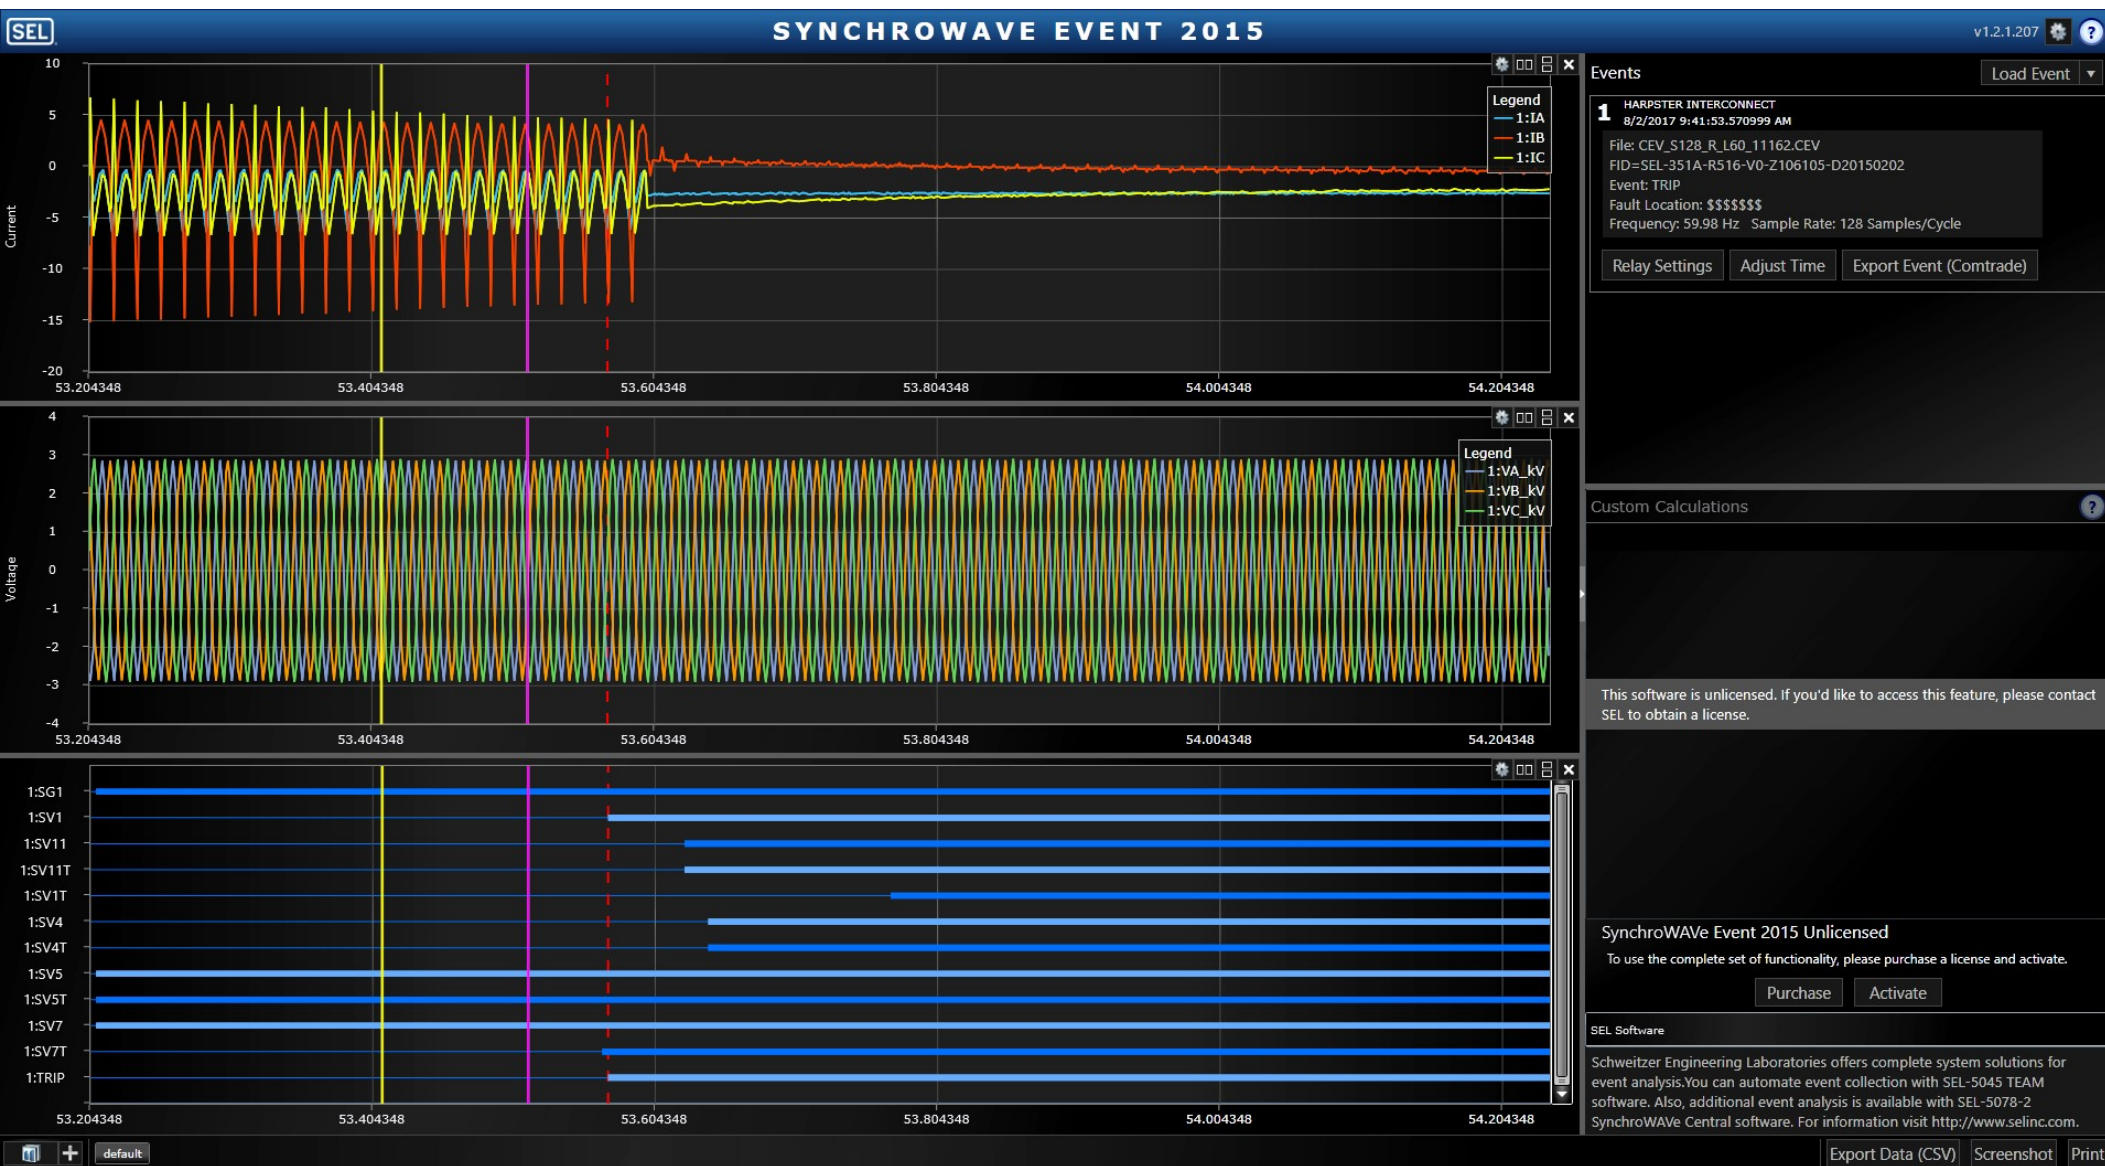 SEL
SYNCHROWAVE EVENT 2015
v1.2.1.207
?
Current
10
5
0
-5
-10
-15
-20
53.204348
53.404348
53.604348
53.804348
54.004348
54.204348
Legend
1:IA
1:IB
1:IC
Voltage
4
3
2
1
0
-1
-2
-3
-4
53.204348
53.404348
53.604348
53.804348
54.004348
54.204348
Legend
1:VA_kV
1:VB_kV
1:VC_kV
1:SG1
1:SV1
1:SV11
1:SV11T
1:SV1T
1:SV4
1:SV4T
1:SV5
1:SV5T
1:SV7
1:SV7T
1:TRIP
53.204348
53.404348
53.604348
53.804348
54.004348
54.204348
default
Events
Load Event
1
HARPSTER INTERCONNECT
8/2/2017 9:41:53.570999 AM
File: CEV_S128_R_L60_11162.CEV
FID=SEL-351A-R516-V0-Z106105-D20150202
Event: TRIP
Fault Location: $$$$$$$
Frequency: 59.98 Hz   Sample Rate: 128 Samples/Cycle
Relay Settings
Adjust Time
Export Event (Comtrade)
Custom Calculations
?
This software is unlicensed. If you'd like to access this feature, please contact
SEL to obtain a license.
SynchroWAVe Event 2015 Unlicensed
To use the complete set of functionality, please purchase a license and activate.
Purchase
Activate
SEL Software
Schweitzer Engineering Laboratories offers complete system solutions for
event analysis.You can automate event collection with SEL-5045 TEAM
software. Also, additional event analysis is available with SEL-5078-2
SynchroWAVe Central software. For information visit http://www.selinc.com.
Export Data (CSV)
Screenshot
Print